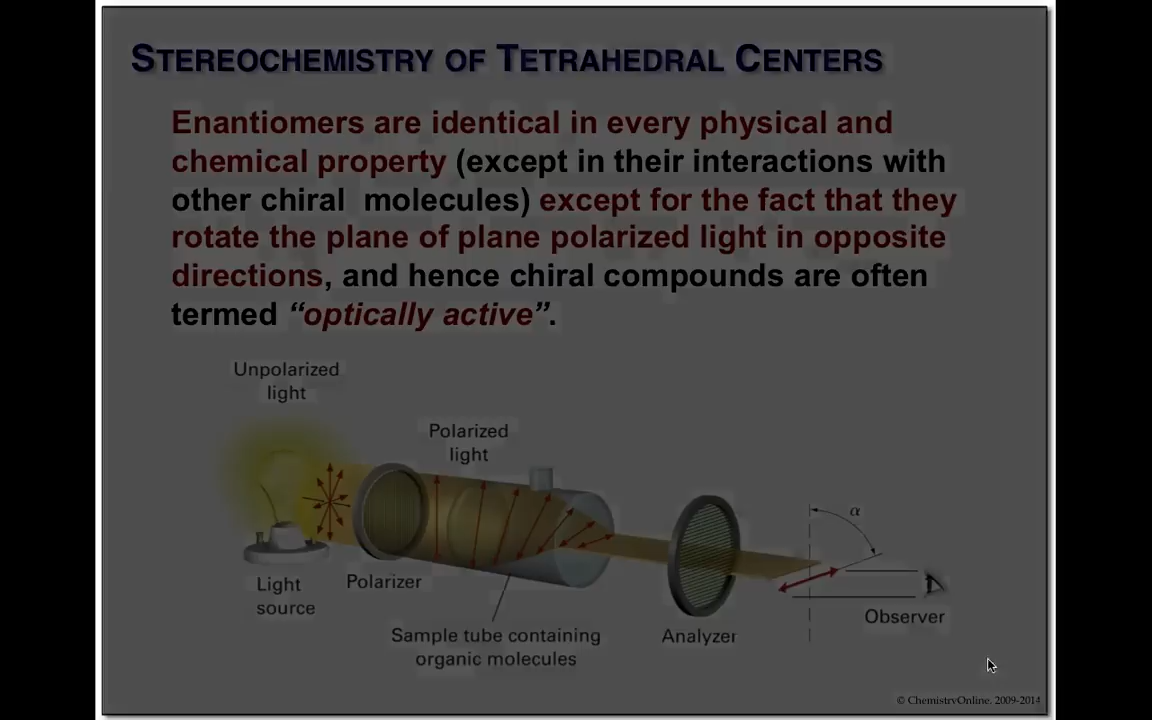 STEREOCHEMISTRY OF TETRAHEDRAL CENTERS
Enantiomers are identical in every physical and
chemical property (except in their interactions with
other chiral  molecules) except for the fact that they
rotate the plane of plane polarized light in opposite
directions, and hence chiral compounds are often
termed “optically active”.
Unpolarized
light
Polarized
light
α
Light
source
Polarizer
Sample tube containing
organic molecules
Analyzer
Observer
© ChemistryOnline, 2009-2014